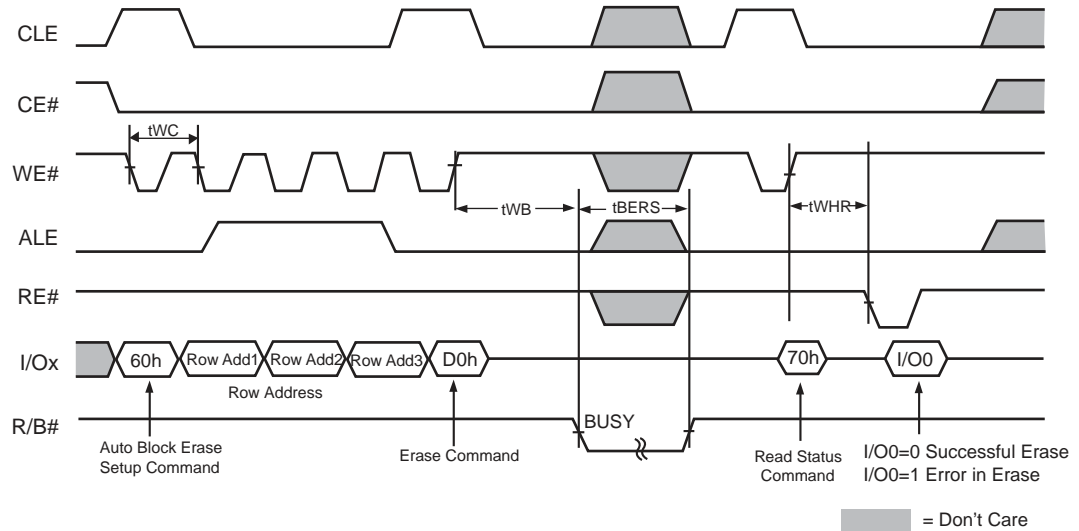 CLE
CE#
tWC
WE#
tWB
tBERS
tWHR
ALE
RE#
I/Ox
60h
Row Add1
Row Add2
Row Add3
D0h
70h
I/O0
Row Address
R/B#
BUSY
Auto Block Erase
Setup Command
Erase Command
Read Status
Command
I/O0=0 Successful Erase
I/O0=1 Error in Erase
= Don't Care